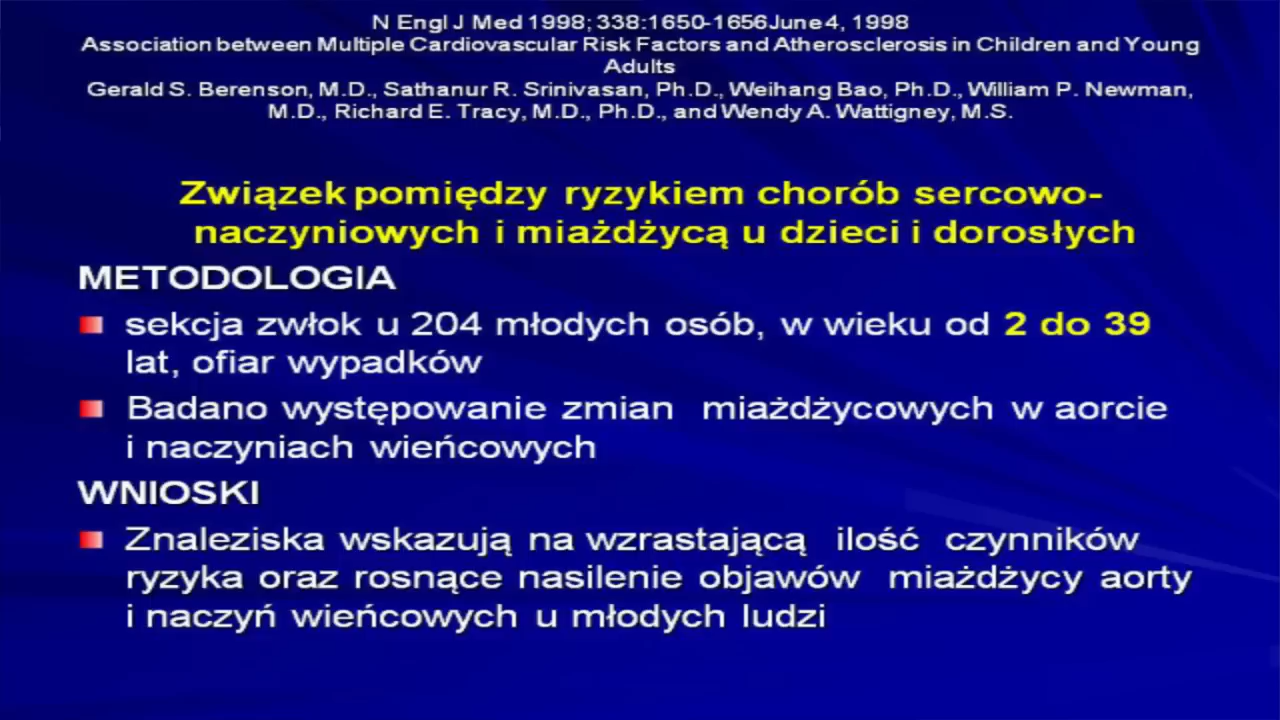 N Engl J Med 1998; 338:1650-1656June 4, 1998
Association between Multiple Cardiovascular Risk Factors and Atherosclerosis in Children and Young
Adults
Gerald S. Berenson, M.D., Sathanur R. Srinivasan, Ph.D., Weihang Bao, Ph.D., William P. Newman,
M.D., Richard E. Tracy, M.D., Ph.D., and Wendy A. Wattigney, M.S.
Związek pomiędzy ryzykiem chorób sercowo-
naczyniowych i miażdżycą u dzieci i dorosłych
METODOLOGIA
sekcja zwłok u 204 młodych osób, w wieku od 2 do 39
lat, ofiar wypadków
Badano występowanie zmian miażdżycowych w aorcie
i naczyniach wieńcowych
WNIOSKI
Znaleziska wskazują na wzrastającą ilość czynników
ryzyka oraz rosnące nasilenie objawów miażdżycy aorty
i naczyń wieńcowych u młodych ludzi